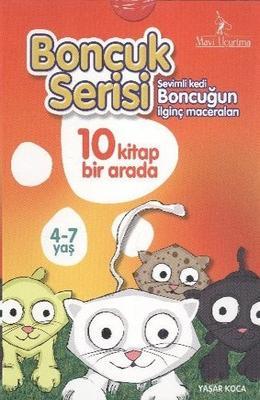 Mavi Uçurtma
Boncuk
Serisi
Sevimli kedi
Boncuğun
ilginç maceraları
10 kitap
bir arada
4-7
yaş
YAŞAR KOCA